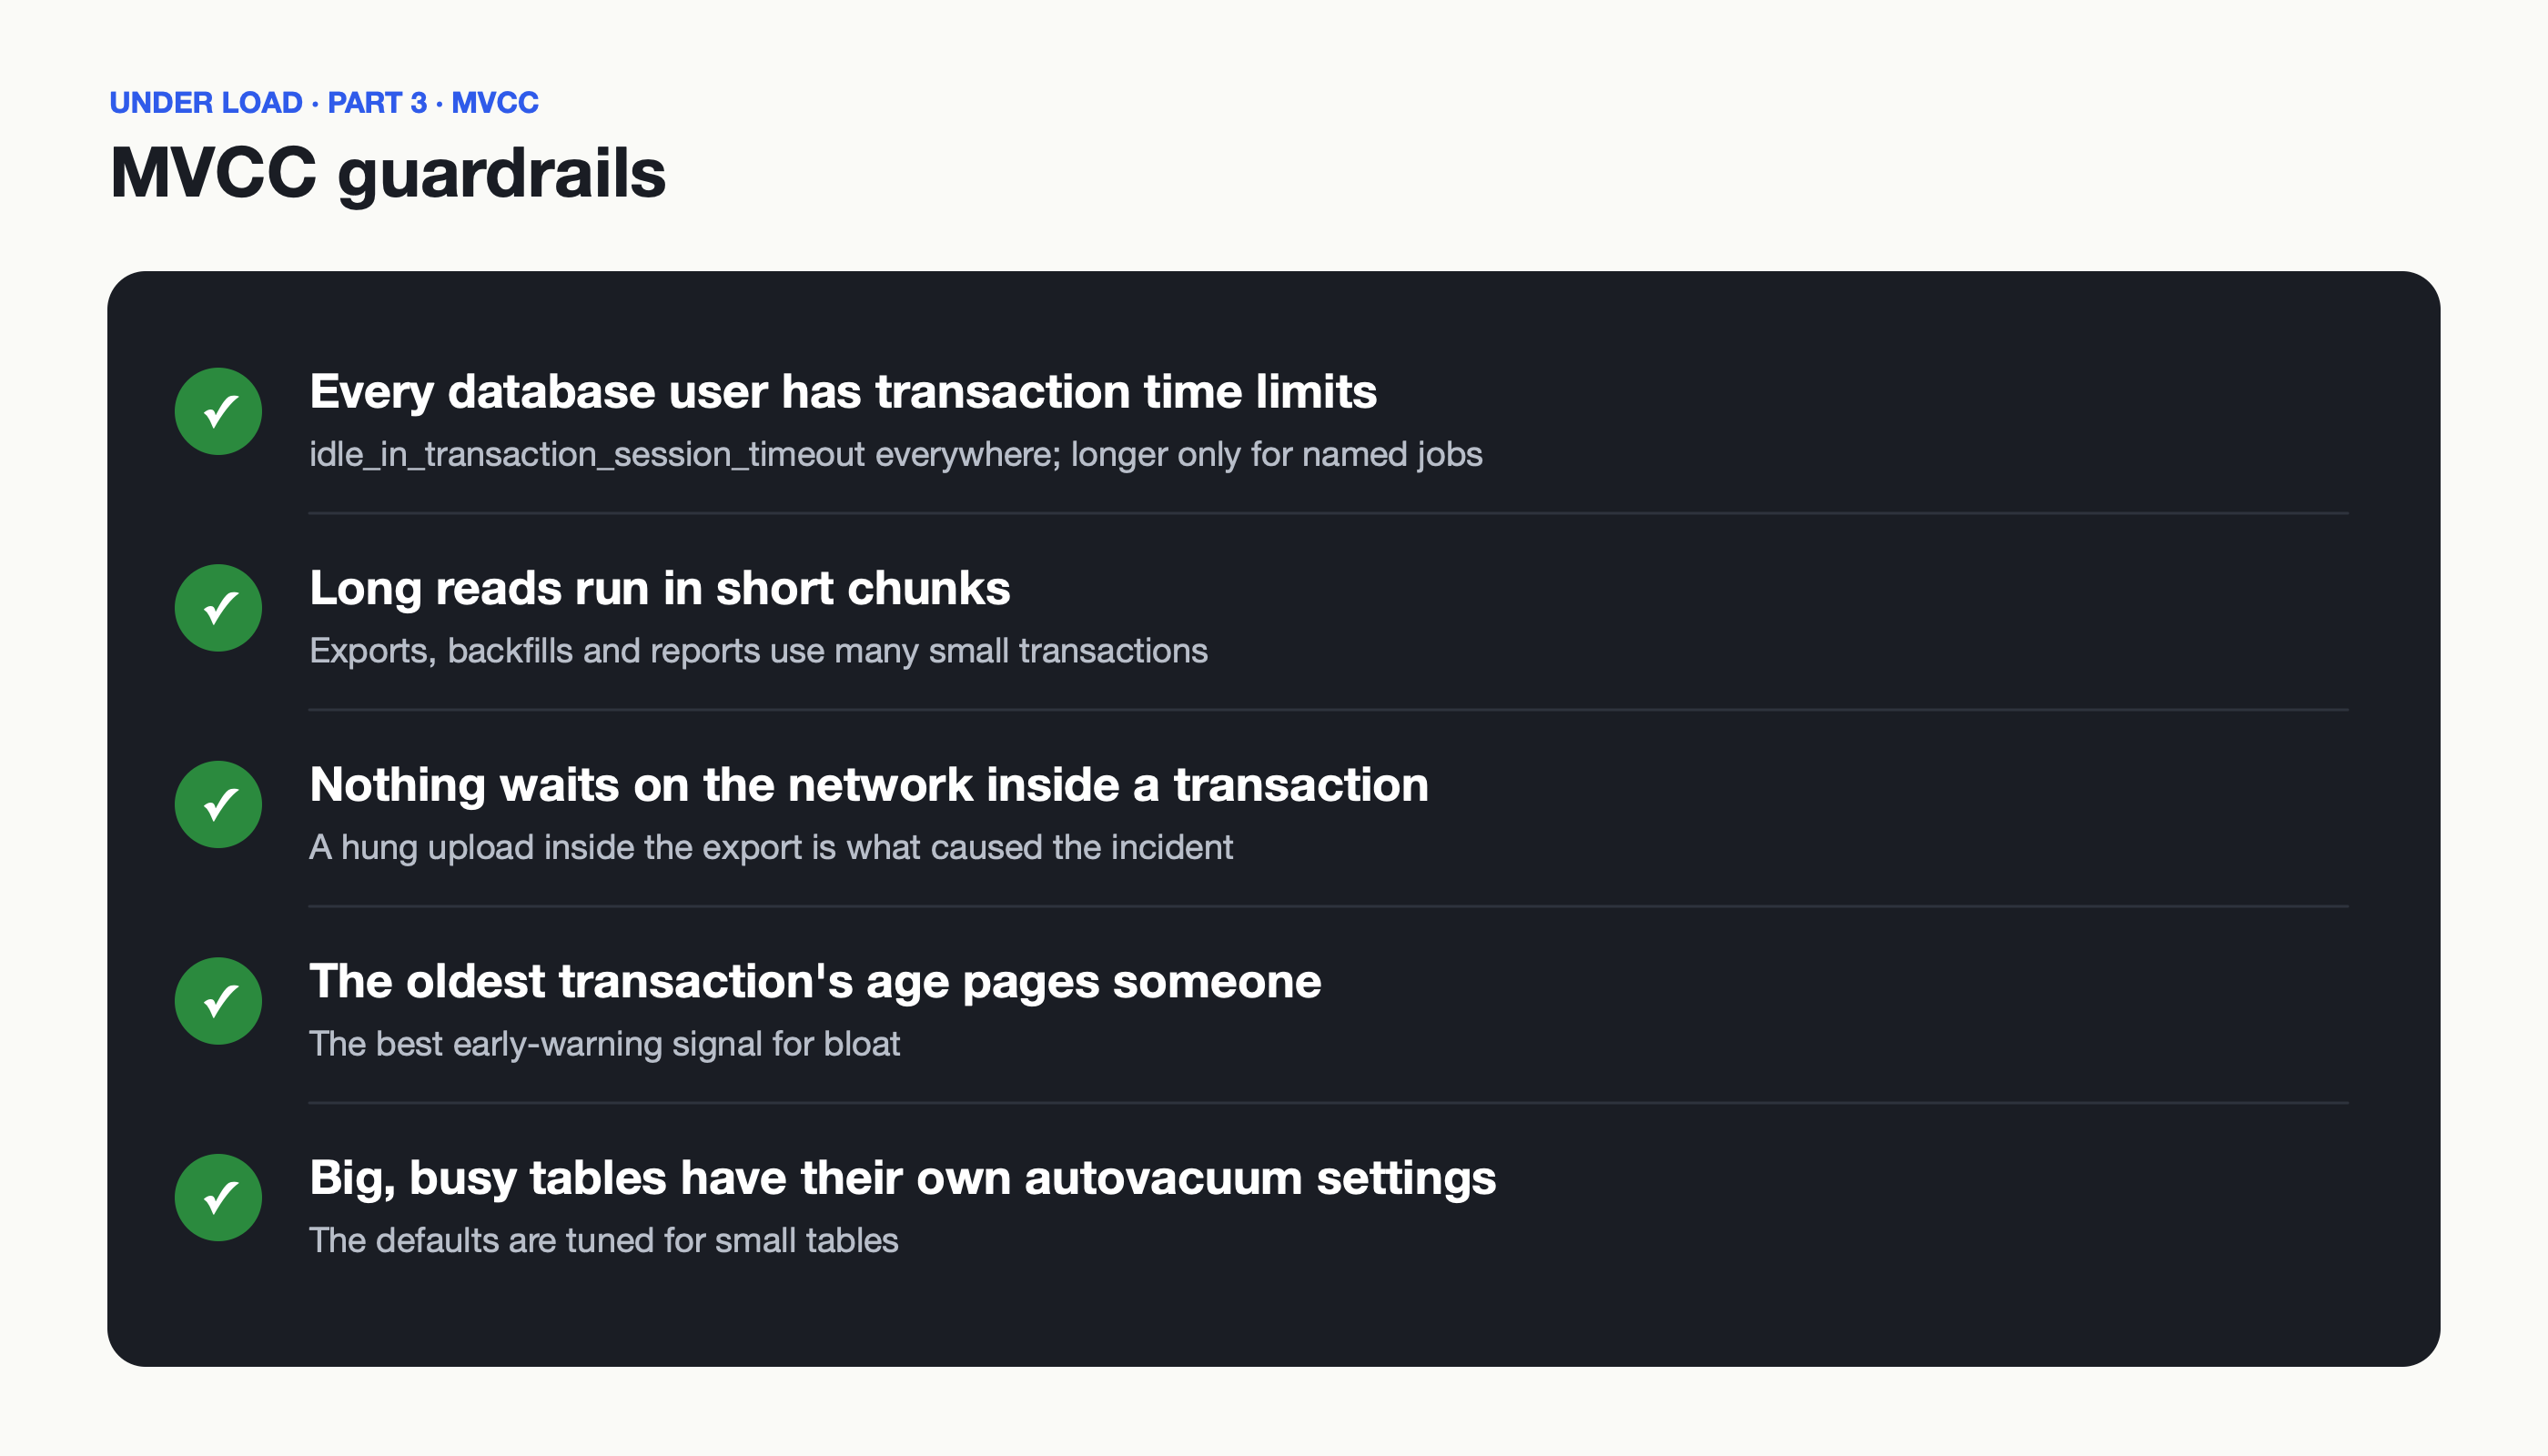 UNDER LOAD · PART 3 · MVCC
MVCC guardrails
Every database user has transaction time limits
idle_in_transaction_session_timeout everywhere; longer only for named jobs
Long reads run in short chunks
Exports, backfills and reports use many small transactions
Nothing waits on the network inside a transaction
A hung upload inside the export is what caused the incident
The oldest transaction's age pages someone
The best early-warning signal for bloat
Big, busy tables have their own autovacuum settings
The defaults are tuned for small tables